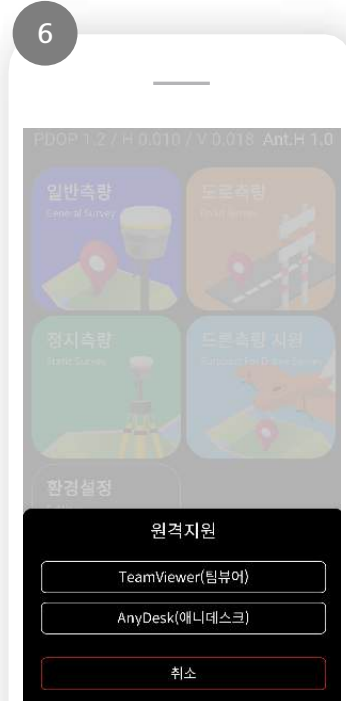 6
PDOP 1.2 / H 0.010 / V 0.018 Ant.H 1.0
일반측량
General Survey
도로측량
정지측량
Static Survey
드론측량 지원
환경설정
원격지원
TeamViewer(팀뷰어)
AnyDesk(애니데스크)
취소